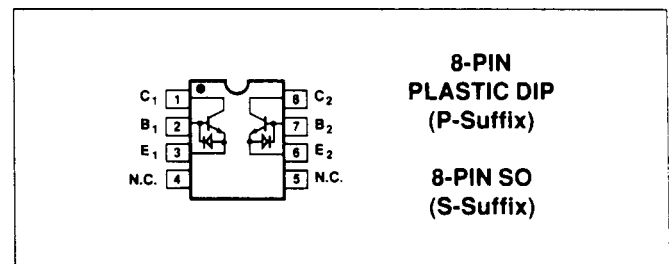 C1 1 8 C2
B1 2 7 B2
E1 3 6 E2
N.C. 4 5 N.C.
8-PIN
PLASTIC DIP
(P-Suffix)
8-PIN SO
(S-Suffix)